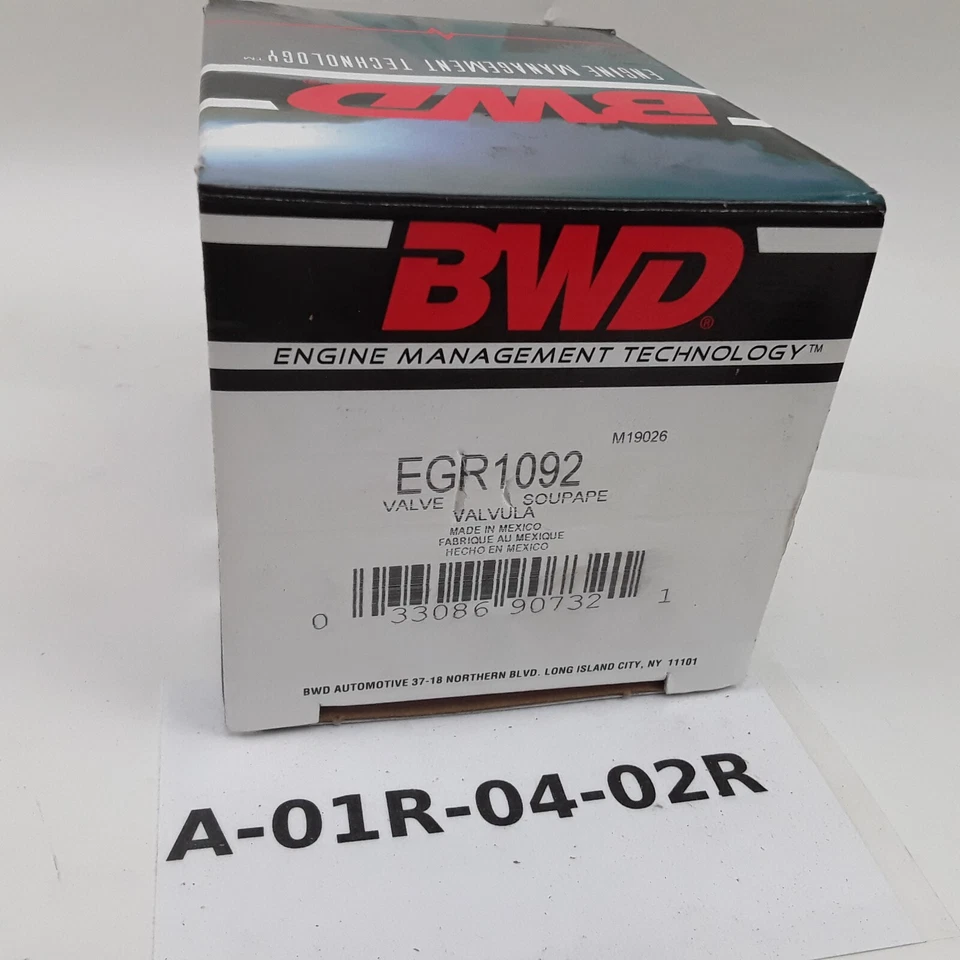 ENGINE MANAGEMENT TECHNOLOGY™
BWD
BWD®
ENGINE MANAGEMENT TECHNOLOGY™
M19026
EGR1092
VALVE SOUPAPE
VALVULA
MADE IN MEXICO
FABRIQUE AU MEXIQUE
HECHO EN MEXICO
0 33086 90732 1
BWD AUTOMOTIVE 37-18 NORTHERN BLVD. LONG ISLAND CITY, NY 11101
A-01R-04-02R